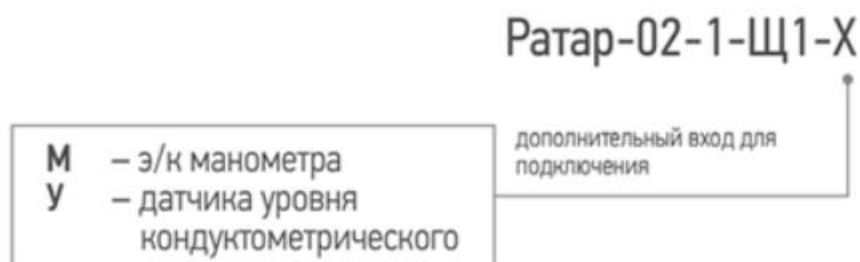 Ратар-02-1-Щ1-Х
дополнительный вход для
подключения
М – э/к манометра
У – датчика уровня
кондуктометрического